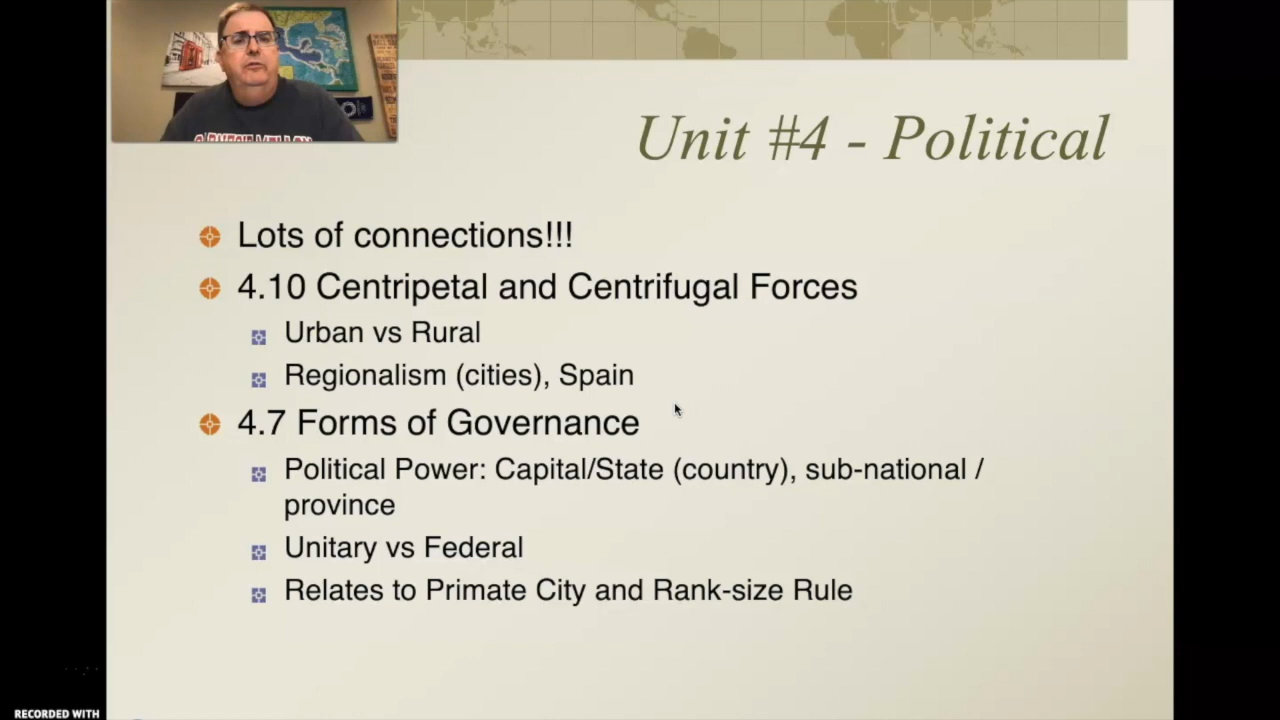 Unit #4 - Political
Lots of connections!!!
4.10 Centripetal and Centrifugal Forces
Urban vs Rural
Regionalism (cities), Spain
4.7 Forms of Governance
Political Power: Capital/State (country), sub-national /
province
Unitary vs Federal
Relates to Primate City and Rank-size Rule
RECORDED WITH